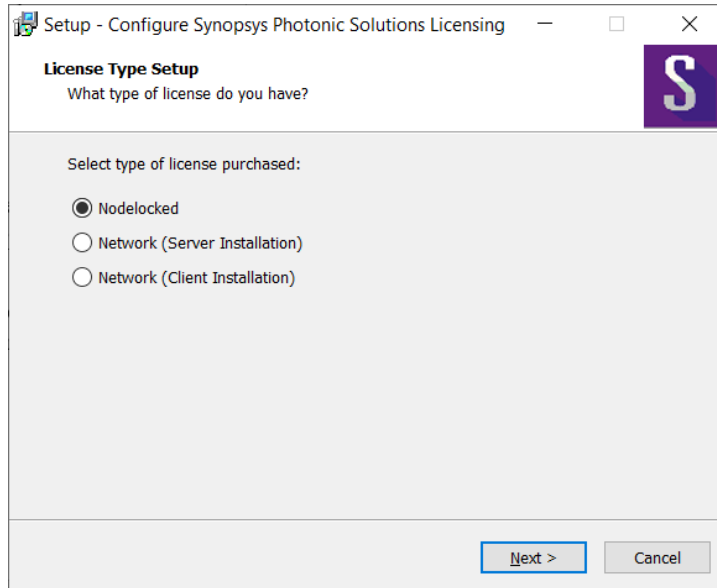 Setup - Configure Synopsys Photonic Solutions Licensing
License Type Setup
What type of license do you have?
S
Select type of license purchased:
Nodelocked
Network (Server Installation)
Network (Client Installation)
Next >
Cancel